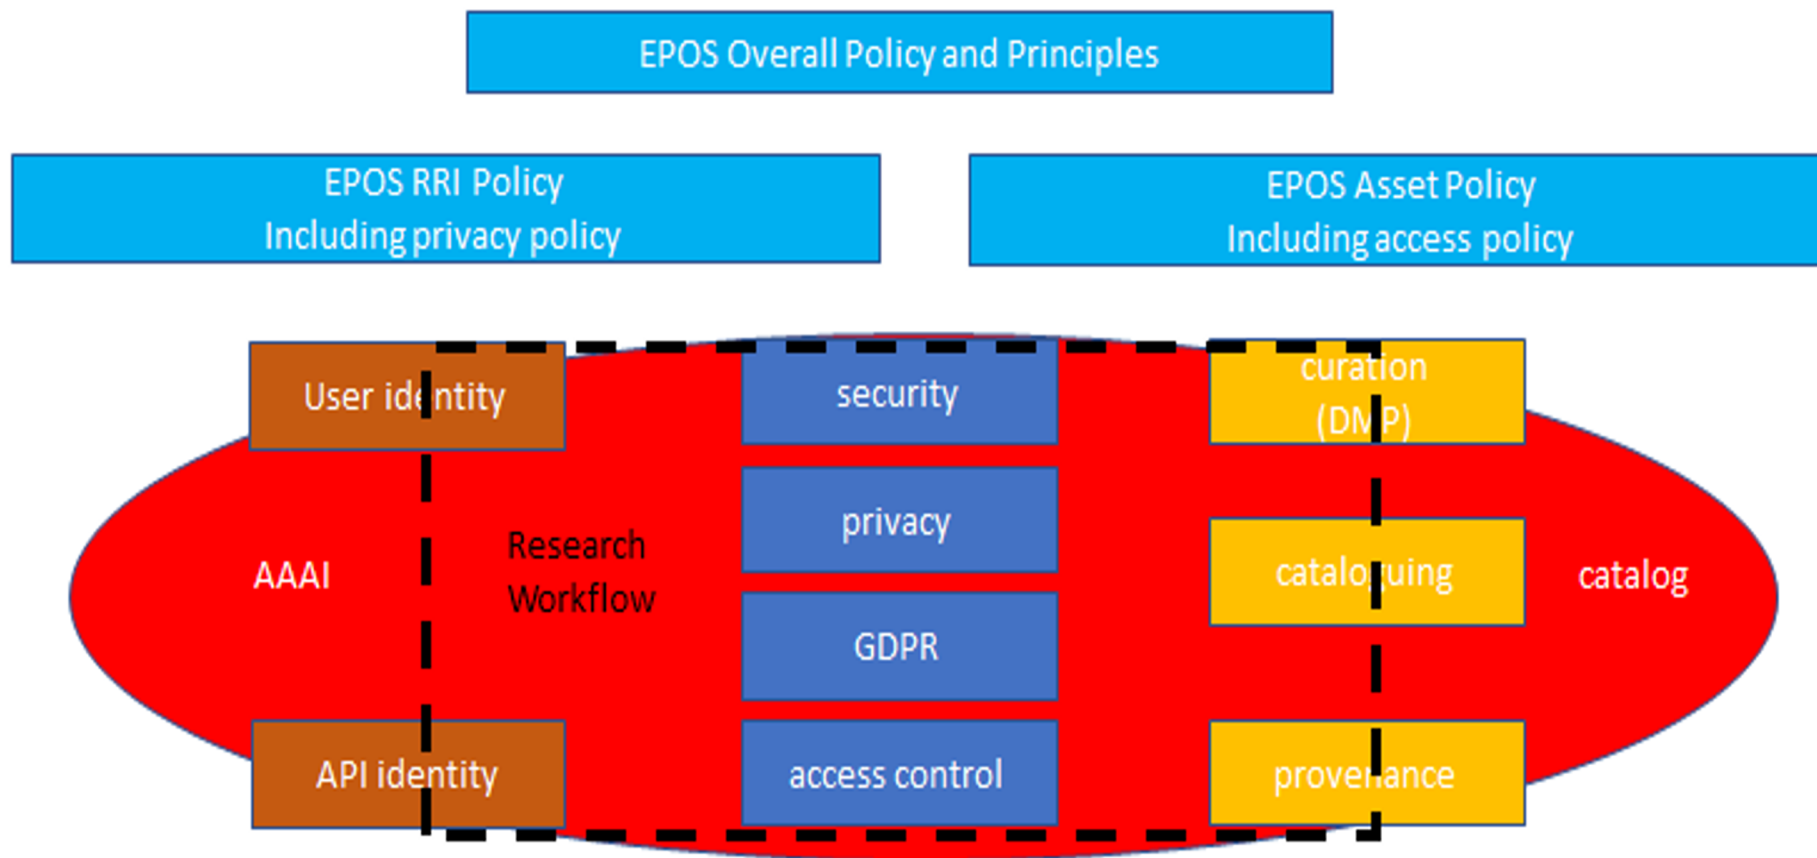 EPOS Overall Policy and Principles
EPOS RRI Policy
Including privacy policy
EPOS Asset Policy
Including access policy
User identity
security
curation
(DMP)
privacy
Research
Workflow
AAAI
cataloguing
catalog
GDPR
API identity
access control
provenance